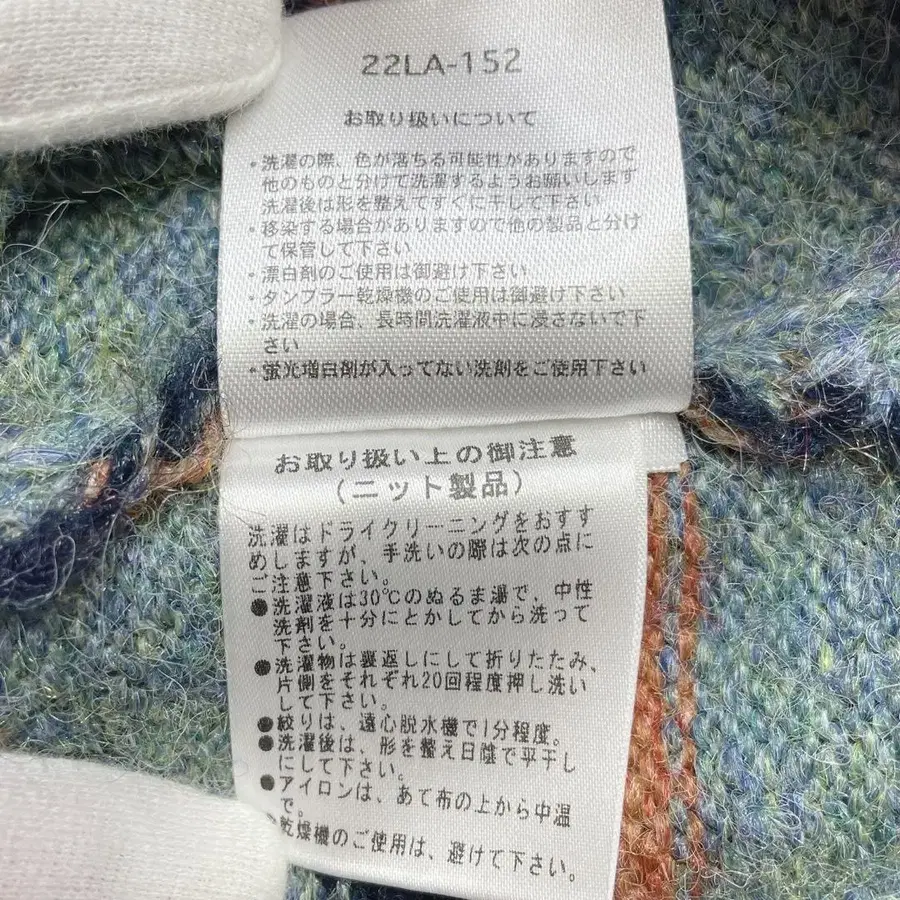 22LA-152
お取り扱いについて
・洗濯の際、色が落ちる可能性がありますので
他のものと分けて洗濯するようお願いします
洗濯後は形を整えてすぐに干して下さい
・移染する場合がありますので他の製品と分け
て保管して下さい
・漂白剤のご使用は御避け下さい
・タンフラー乾燥機のご使用は御避け下さい
・洗濯の場合、長時間洗濯液中に浸さないで下
さい
・蛍光増白剤が入ってない洗剤をご使用下さい
お取り扱い上の御注意
(ニット製品)
洗濯はドライクリーニングをおすす
めしますが、手洗いの際は次の点に
ご注意下さい。
●洗濯液は30℃のぬるま湯で、中性
洗剤を十分にとかしてから洗って
下さい。
●洗濯物は裏返しにして折りたたみ、
片側をそれぞれ20回程度押し洗い
して下さい。
●絞りは、遠心脱水機で1分程度。
●洗濯後は、形を整え日陰で平干し
にして下さい。
●アイロンは、あて布の上から中温
で。
●乾燥機のご使用は、避けて下さい。